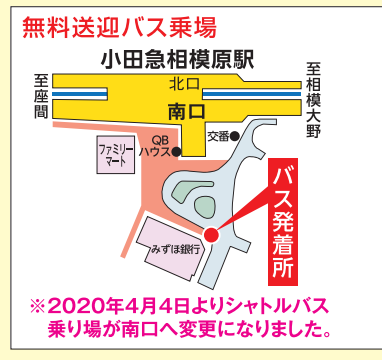 無料送迎バス乗場
小田急相模原駅
至座間
北口
至相模大野
南口
交番
QB
ハウス
ファミリー
マート
バス発着所
みずほ銀行
※2020年4月4日よりシャトルバス
乗り場が南口へ変更になりました。